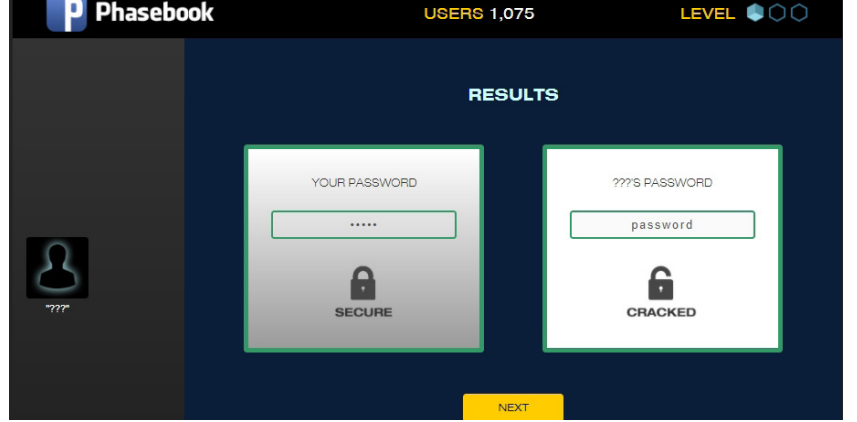 p Phasebook
USERS 1,075
LEVEL
RESULTS
YOUR PASSWORD
•••••
SECURE
???'S PASSWORD
password
CRACKED
"???"
NEXT